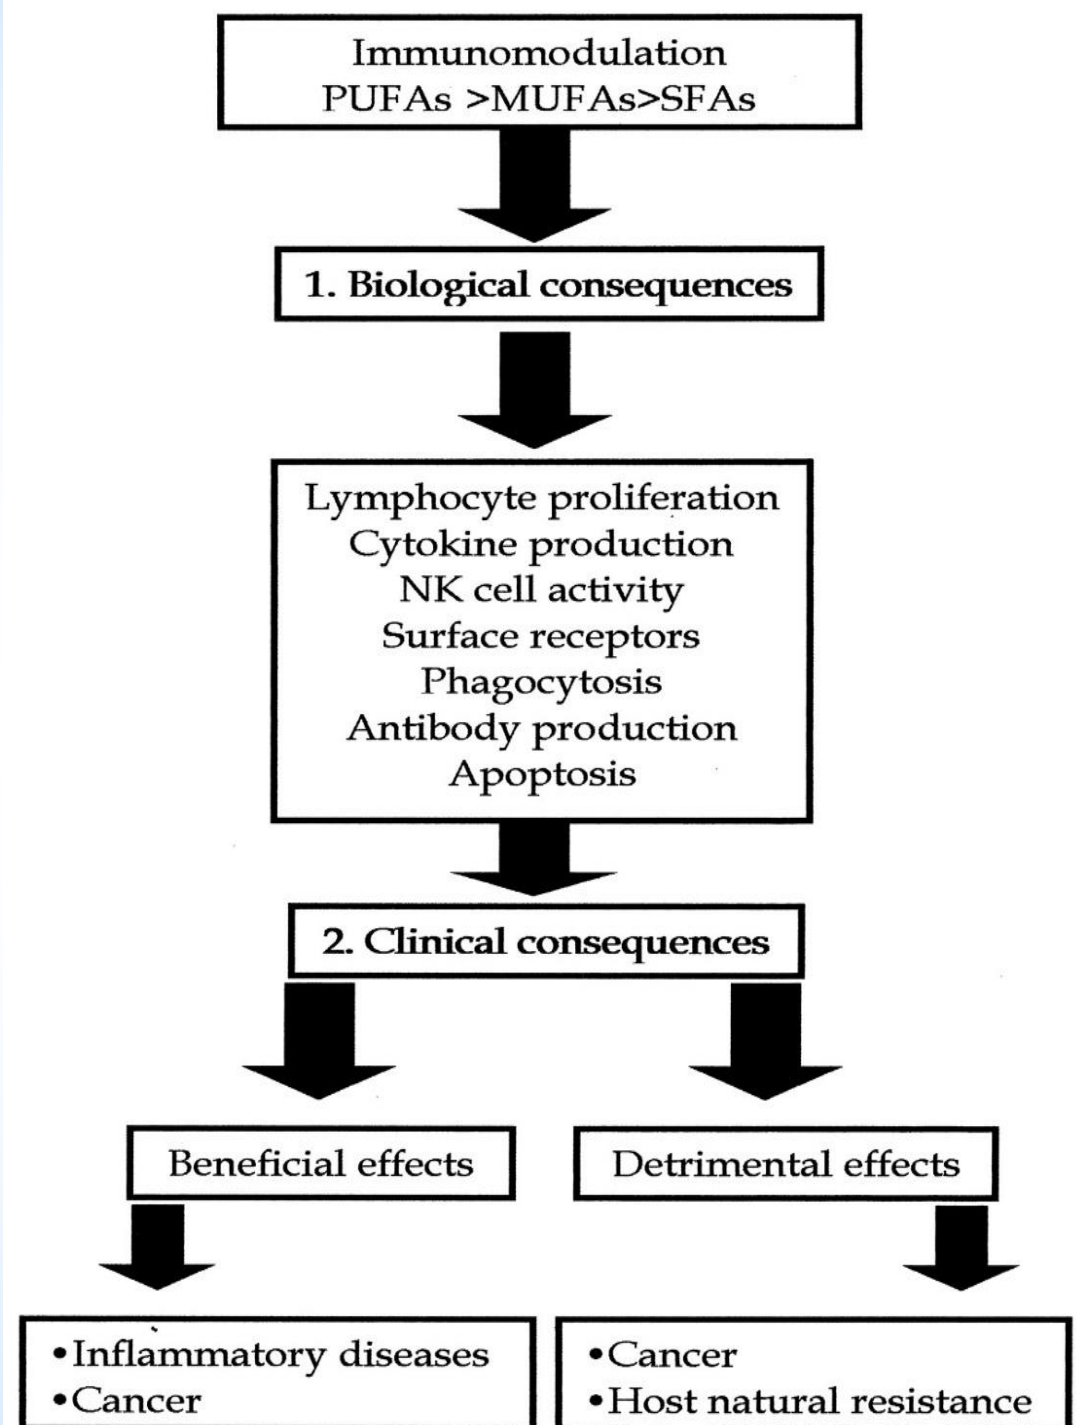 Immunomodulation
PUFAs >MUFAs>SFAs
1. Biological consequences
Lymphocyte proliferation
Cytokine production
NK cell activity
Surface receptors
Phagocytosis
Antibody production
Apoptosis
2. Clinical consequences
Beneficial effects
Detrimental effects
•Inflammatory diseases
•Cancer
•Cancer
•Host natural resistance